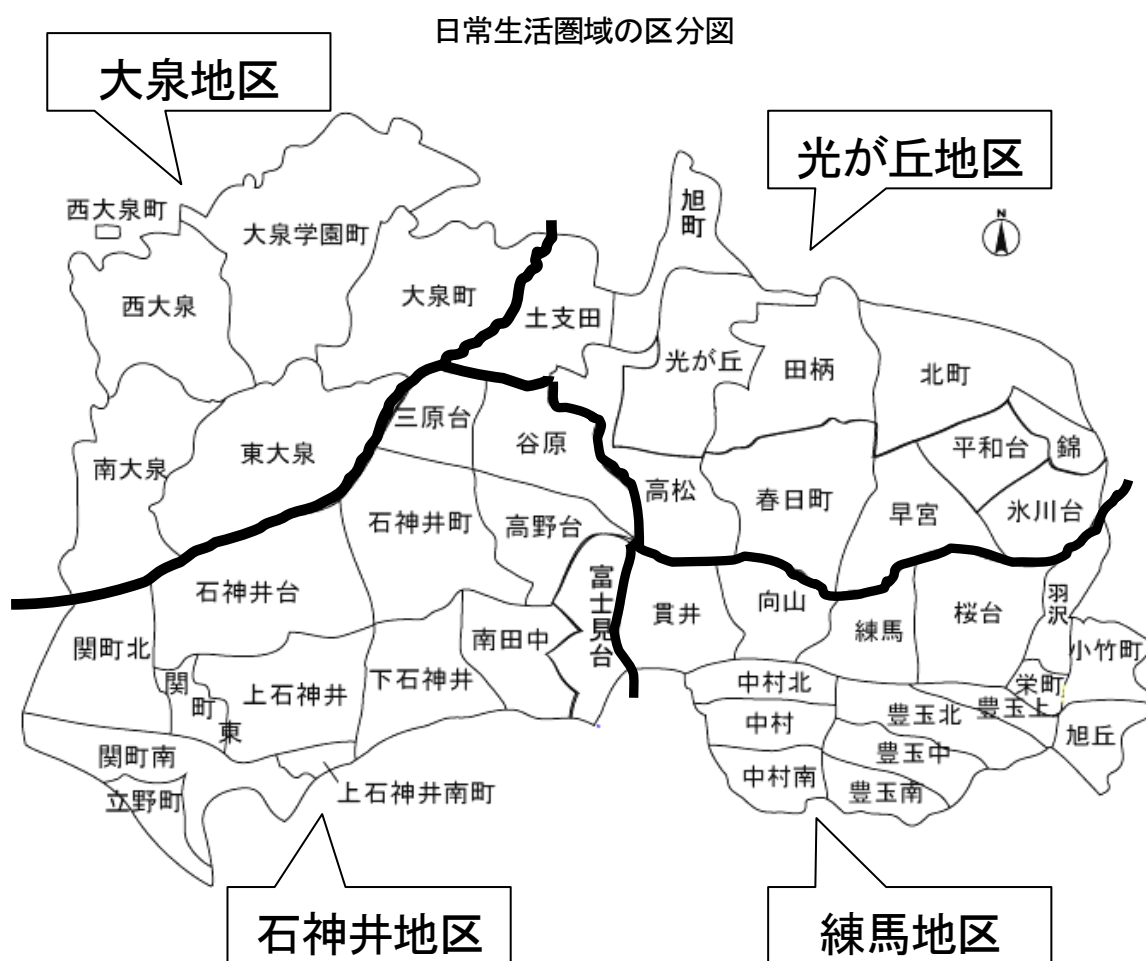 日常生活圏域の区分図
大泉地区
光が丘地区
西大泉町
大泉学園町
旭町
N
西大泉
大泉町
土支田
光が丘
田柄
北町
三原台
谷原
平和台
錦
南大泉
東大泉
高松
春日町
早宮
氷川台
石神井町
高野台
石神井台
富士見台
貫井
向山
練馬
桜台
羽沢
小竹町
関町北
関町東
上石神井
下石神井
南田中
中村北
栄町
豊玉北
豊玉上
中村
旭丘
関町南
豊玉中
立野町
上石神井南町
中村南
豊玉南
石神井地区
練馬地区